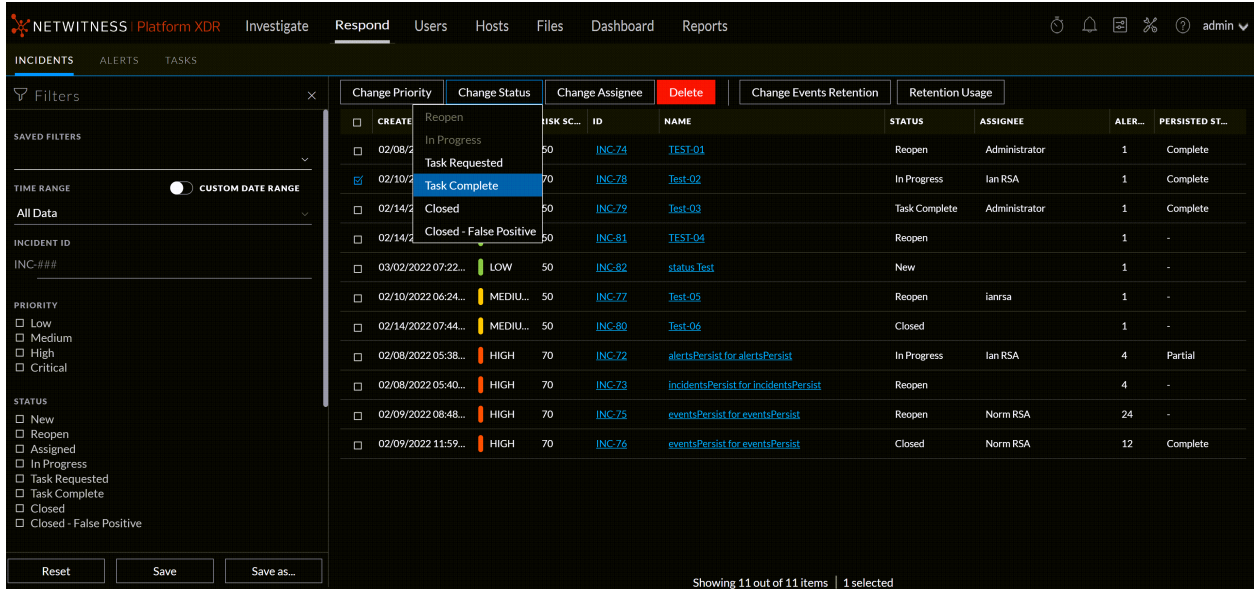 NETWITNESS | Platform XDR Investigate Respond Users Hosts Files Dashboard Reports admin
INCIDENTS ALERTS TASKS
Filters
SAVED FILTERS
TIME RANGE CUSTOM DATE RANGE
All Data
INCIDENT ID
INC-###
PRIORITY
Low
Medium
High
Critical
STATUS
New
Reopen
Assigned
In Progress
Task Requested
Task Complete
Closed
Closed - False Positive
Reset Save Save as...
Change Priority Change Status Change Assignee Delete Change Events Retention Retention Usage
Reopen
In Progress
Task Requested
Task Complete
Closed
Closed - False Positive
CREATE RISK SC... ID NAME STATUS ASSIGNEE ALER... PERSISTED ST...
02/08/2 50 INC-74 TEST-01 Reopen Administrator 1 Complete
02/10/2 70 INC-78 Test-02 In Progress Ian RSA 1 Complete
02/14/2 50 INC-79 Test-03 Task Complete Administrator 1 Complete
02/14/2 50 INC-81 TEST-04 Reopen 1 -
03/02/2022 07:22... LOW 50 INC-82 status Test New 1 -
02/10/2022 06:24... MEDIU... 50 INC-77 Test-05 Reopen ianrsa 1 -
02/14/2022 07:44... MEDIU... 50 INC-80 Test-06 Closed 1 -
02/08/2022 05:38... HIGH 70 INC-72 alertsPersist for alertsPersist In Progress Ian RSA 4 Partial
02/08/2022 05:40... HIGH 70 INC-73 incidentsPersist for incidentsPersist Reopen 4 -
02/09/2022 08:48... HIGH 70 INC-75 eventsPersist for eventsPersist Reopen Norm RSA 24 -
02/09/2022 11:59... HIGH 70 INC-76 eventsPersist for eventsPersist Closed Norm RSA 12 Complete
Showing 11 out of 11 items | 1 selected